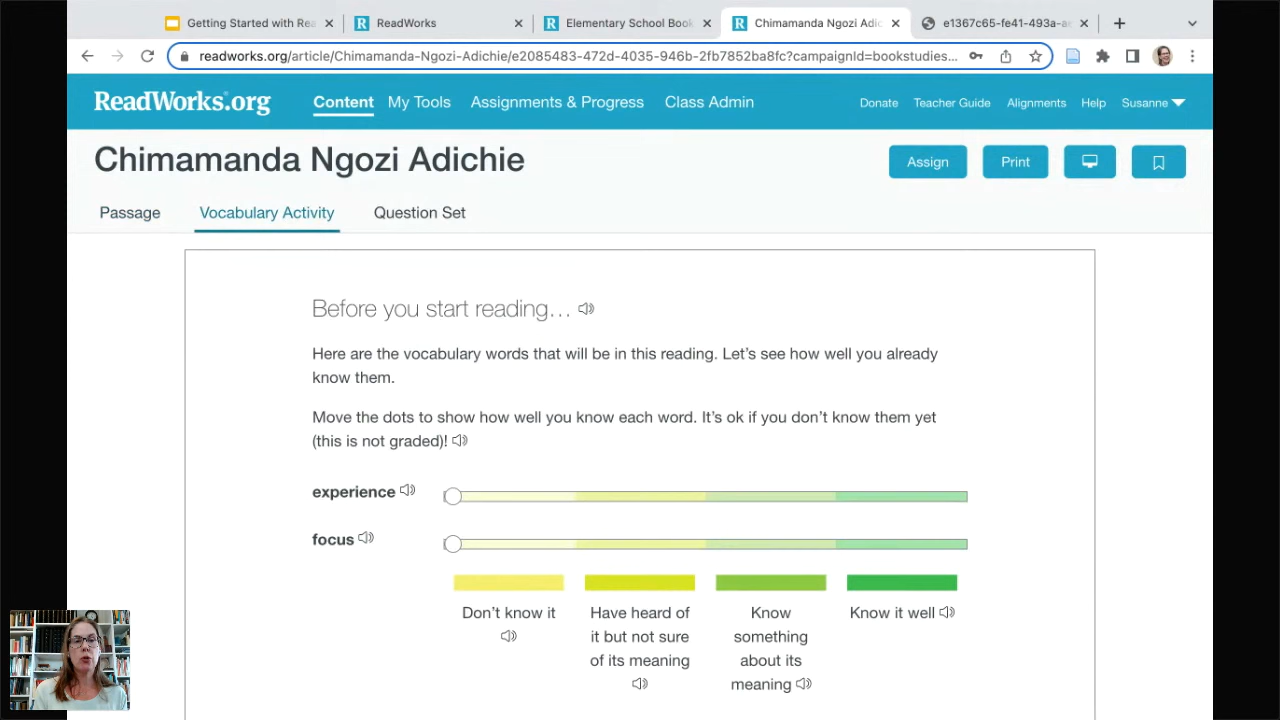 Getting Started with Rea
ReadWorks
Elementary School Book
Chimamanda Ngozi Adic
e1367c65-fe41-493a-a
readworks.org/article/Chimamanda-Ngozi-Adichie/e2085483-472d-4035-946b-2fb7852ba8fc?campaignId=bookstudies...
ReadWorks.org
Content
My Tools
Assignments & Progress
Class Admin
Donate
Teacher Guide
Alignments
Help
Susanne
Chimamanda Ngozi Adichie
Assign
Print
Passage
Vocabulary Activity
Question Set
Before you start reading...
Here are the vocabulary words that will be in this reading. Let's see how well you already
know them.
Move the dots to show how well you know each word. It's ok if you don't know them yet
(this is not graded)!
experience
focus
Don't know it
Have heard of
it but not sure
of its meaning
Know
something
about its
meaning
Know it well